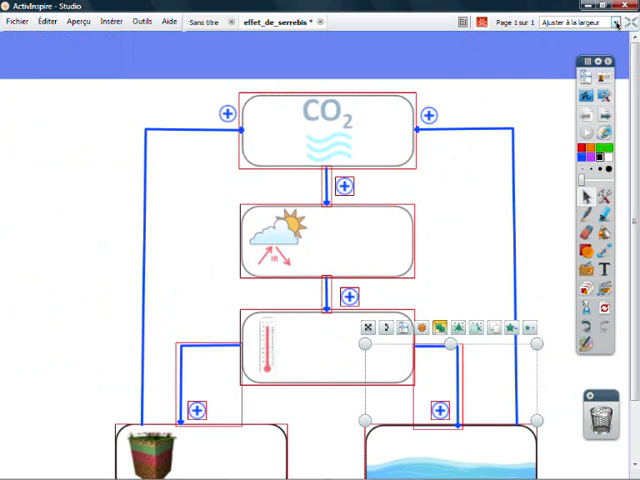 ActivInspire - Studio
Fichier Éditer Aperçu Insérer Outils Aide
Sans titre
effet_de_serrebis *
Page 1 sur 1
Ajuster à la largeur
CO2
IR
T